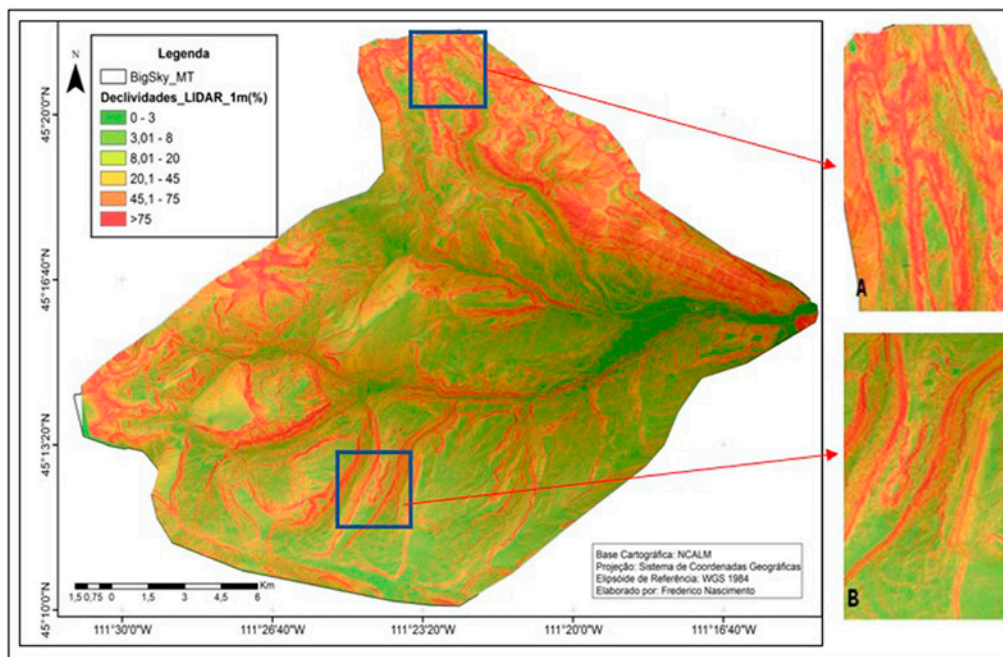 Legenda
N
BigSky_MT
Declividades_LIDAR_1m(%)
0 - 3
3,01 - 8
8,01 - 20
20,1 - 45
45,1 - 75
>75
45°20'0"N
45°16'40"N
45°13'20"N
45°10'0"N
A
B
Km
1,5 0,75 0 1,5 3 4,5 6
Base Cartográfica: NCALM
Projeção: Sistema de Coordenadas Geográficas
Elipsóide de Referência: WGS 1984
Elaborado por: Frederico Nascimento
111°30'0"W 111°26'40"W 111°23'20"W 111°20'0"W 111°16'40"W